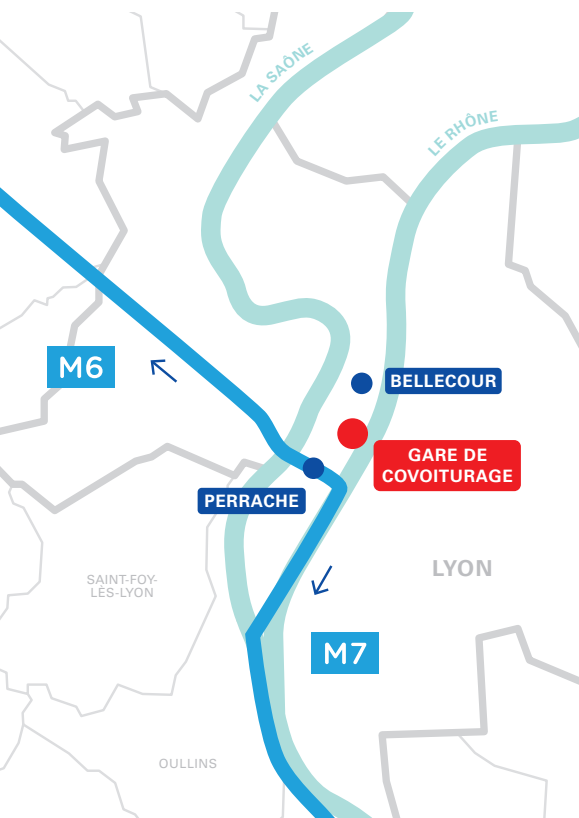 LA SAÔNE
LE RHÔNE
M6
BELLECOUR
GARE DE
COVOITURAGE
PERRACHE
LYON
SAINT-FOY-
LÈS-LYON
M7
OULLINS